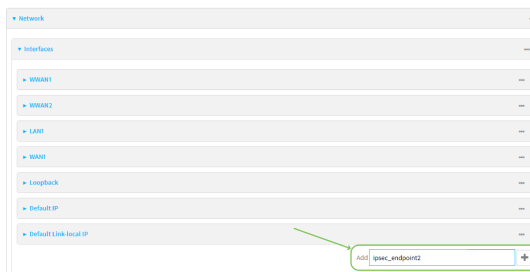 Network
Interfaces
WWAN1
WWAN2
LAN1
WAN1
Loopback
Default IP
Default Link-local IP
Add ipsec_endpoint2